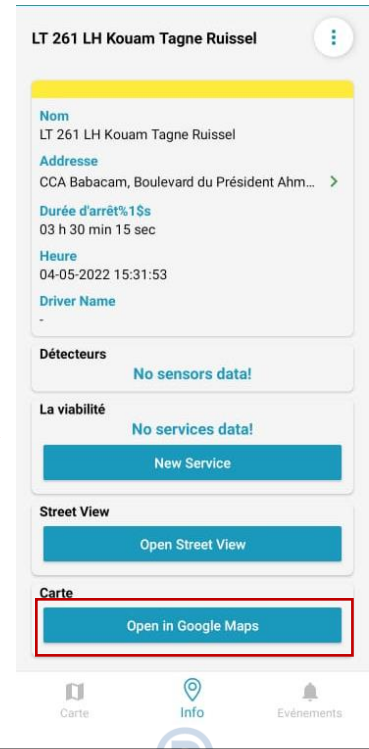 LT 261 LH Kouam Tagne Ruissel
Nom
LT 261 LH Kouam Tagne Ruissel
Addresse
CCA Babacam, Boulevard du Président Ahm...
Durée d'arrêt%1$s
03 h 30 min 15 sec
Heure
04-05-2022 15:31:53
Driver Name
-
Détecteurs
No sensors data!
La viabilité
No services data!
New Service
Street View
Open Street View
Carte
Open in Google Maps
Carte
Info
Evénements